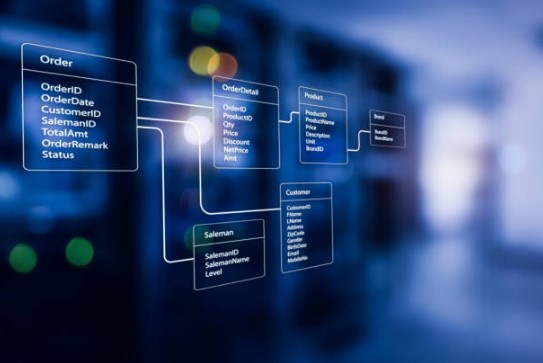 Order
OrderID
OrderDate
CustomerID
SalemanID
TotalAmt
OrderRemark
Status
OrderDetail
OrderID
ProductID
Qty
Price
Discount
NetPrice
Amt
Product
ProductID
ProductName
Price
Description
Unit
BrandID
Brand
BranID
BrandName
Customer
CustomerID
FName
LName
Address
ZipCode
Gender
BirthDate
Email
MobileNo
Saleman
SalemanID
SalemanName
Level